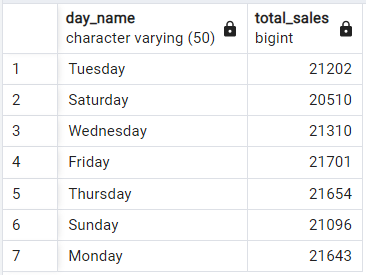 day_name total_sales
character varying (50) bigint
1 Tuesday 21202
2 Saturday 20510
3 Wednesday 21310
4 Friday 21701
5 Thursday 21654
6 Sunday 21096
7 Monday 21643